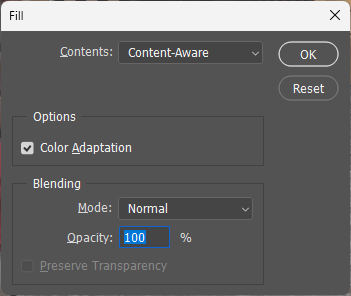 Fill
Contents: Content-Aware
OK
Reset
Options
Color Adaptation
Blending
Mode: Normal
Opacity: 100 %
Preserve Transparency